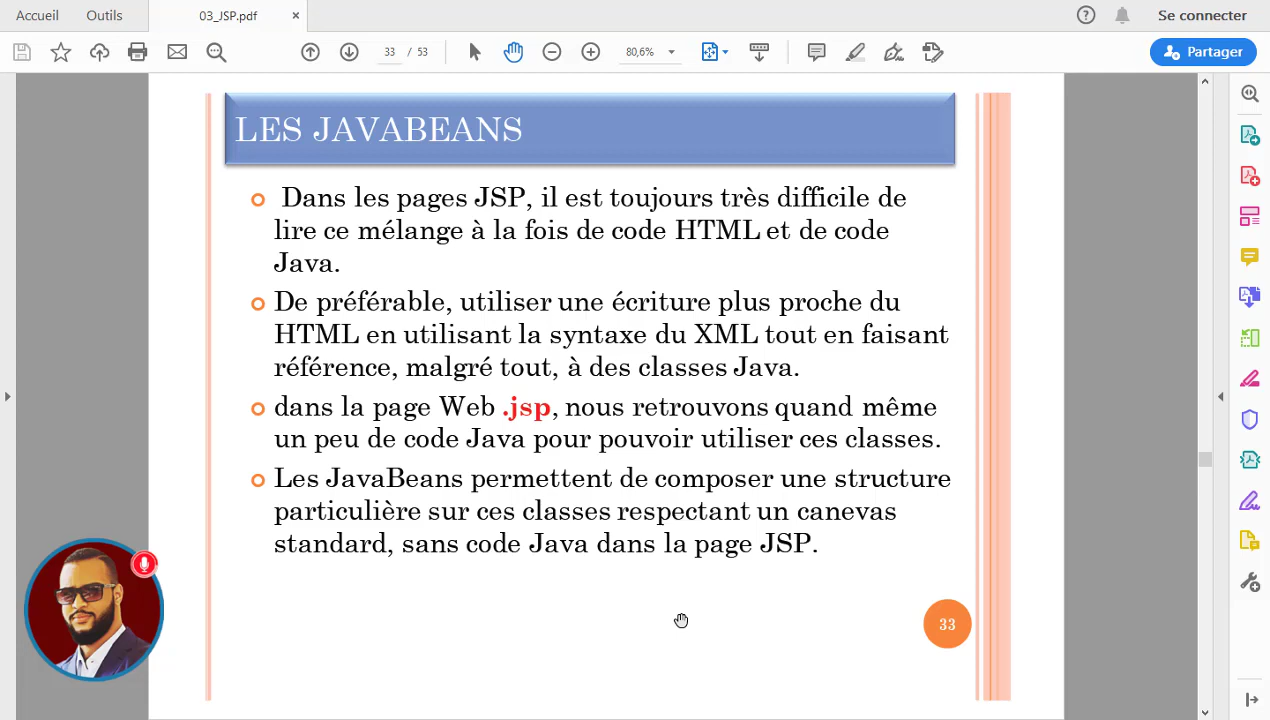 Accueil Outils 03_JSP.pdf × Se connecter
33 / 53 80,6% Partager
LES JAVABEANS
Dans les pages JSP, il est toujours très difficile de
lire ce mélange à la fois de code HTML et de code
Java.
De préférable, utiliser une écriture plus proche du
HTML en utilisant la syntaxe du XML tout en faisant
référence, malgré tout, à des classes Java.
dans la page Web .jsp, nous retrouvons quand même
un peu de code Java pour pouvoir utiliser ces classes.
Les JavaBeans permettent de composer une structure
particulière sur ces classes respectant un canevas
standard, sans code Java dans la page JSP.
33